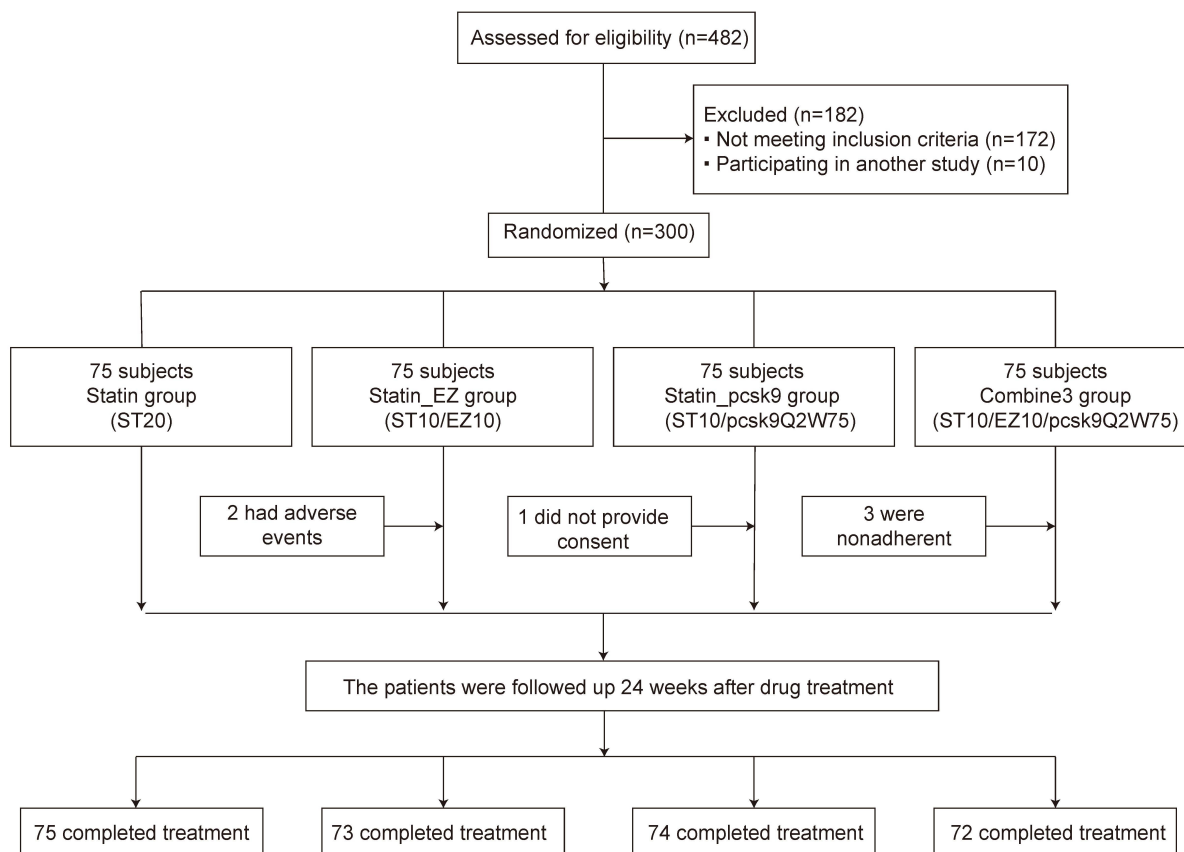 Assessed for eligibility (n=482)
Excluded (n=182)
▪ Not meeting inclusion criteria (n=172)
▪ Participating in another study (n=10)
Randomized (n=300)
75 subjects
Statin group
(ST20)
75 subjects
Statin_EZ group
(ST10/EZ10)
75 subjects
Statin_pcsk9 group
(ST10/pcsk9Q2W75)
75 subjects
Combine3 group
(ST10/EZ10/pcsk9Q2W75)
2 had adverse
events
1 did not provide
consent
3 were
nonadherent
The patients were followed up 24 weeks after drug treatment
75 completed treatment
73 completed treatment
74 completed treatment
72 completed treatment